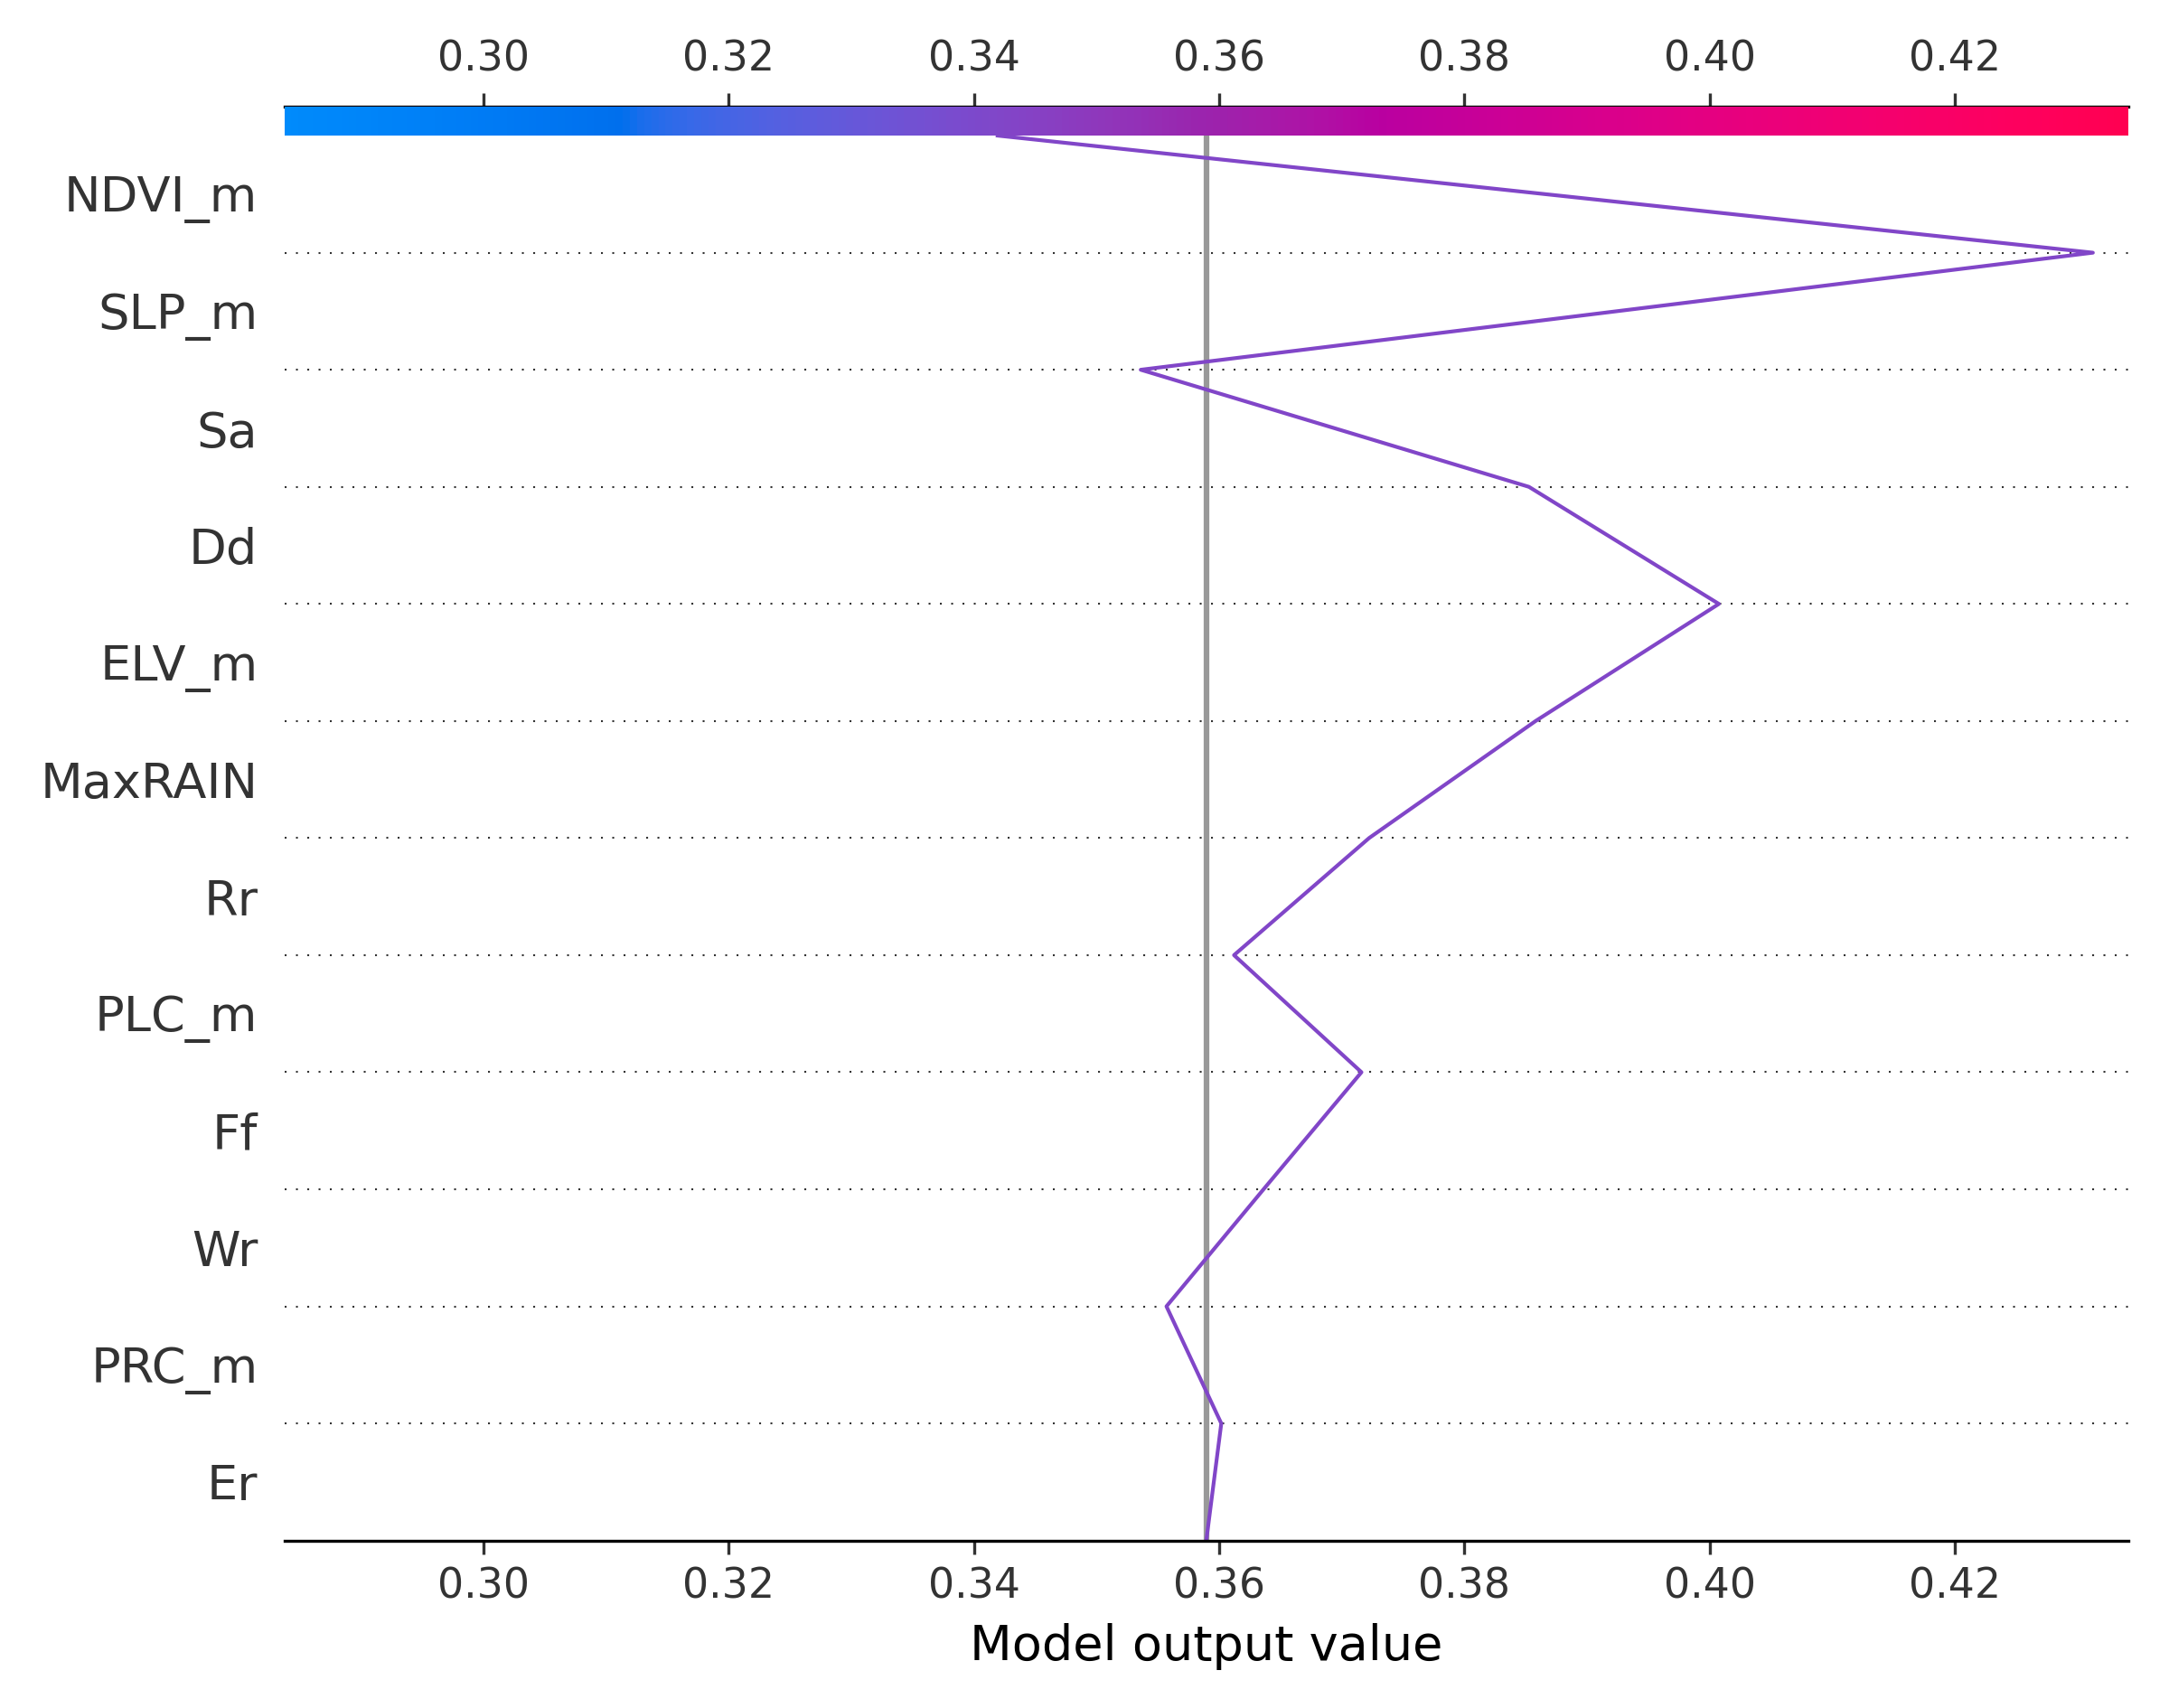 0.30 0.32 0.34 0.36 0.38 0.40 0.42
NDVI_m
SLP_m
Sa
Dd
ELV_m
MaxRAIN
Rr
PLC_m
Ff
Wr
PRC_m
Er
0.30 0.32 0.34 0.36 0.38 0.40 0.42
Model output value